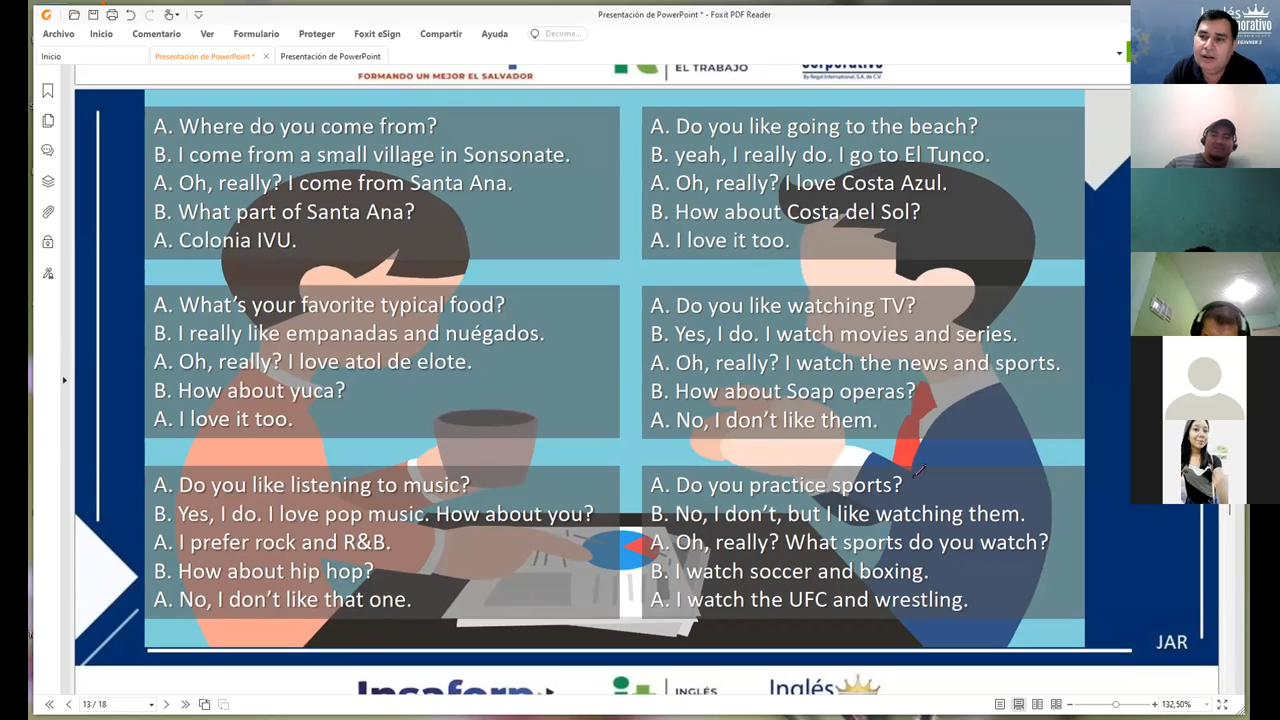 Presentación de PowerPoint * - Foxit PDF Reader
Archivo Inicio Comentario Ver Formulario Proteger Foxit eSign Compartir Ayuda Decirme...
Inicio Presentación de PowerPoint * Presentación de PowerPoint
FORMANDO UN MEJOR EL SALVADOR
EL TRABAJO
Corporativo
By Regal International, S.A. de C.V.
A. Where do you come from?
B. I come from a small village in Sonsonate.
A. Oh, really? I come from Santa Ana.
B. What part of Santa Ana?
A. Colonia IVU.
A. Do you like going to the beach?
B. yeah, I really do. I go to El Tunco.
A. Oh, really? I love Costa Azul.
B. How about Costa del Sol?
A. I love it too.
A. What's your favorite typical food?
B. I really like empanadas and nuégados.
A. Oh, really? I love atol de elote.
B. How about yuca?
A. I love it too.
A. Do you like watching TV?
B. Yes, I do. I watch movies and series.
A. Oh, really? I watch the news and sports.
B. How about Soap operas?
A. No, I don't like them.
A. Do you like listening to music?
B. Yes, I do. I love pop music. How about you?
A. I prefer rock and R&B.
B. How about hip hop?
A. No, I don't like that one.
A. Do you practice sports?
B. No, I don't, but I like watching them.
A. Oh, really? What sports do you watch?
B. I watch soccer and boxing.
A. I watch the UFC and wrestling.
JAR
Insaforp
INGLÉS
Inglés
13 / 18
132,50%
Inglés